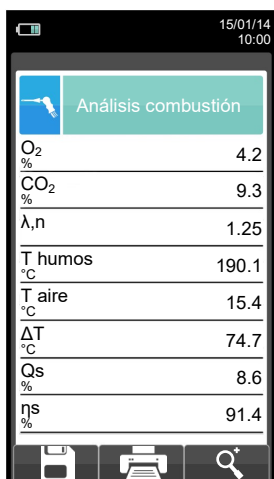 15/01/14
10:00
Análisis combustión
O₂
%
4.2
CO₂
%
9.3
λ,n
1.25
T humos
°C
190.1
T aire
°C
15.4
ΔT
°C
74.7
Qs
%
8.6
ηs
%
91.4